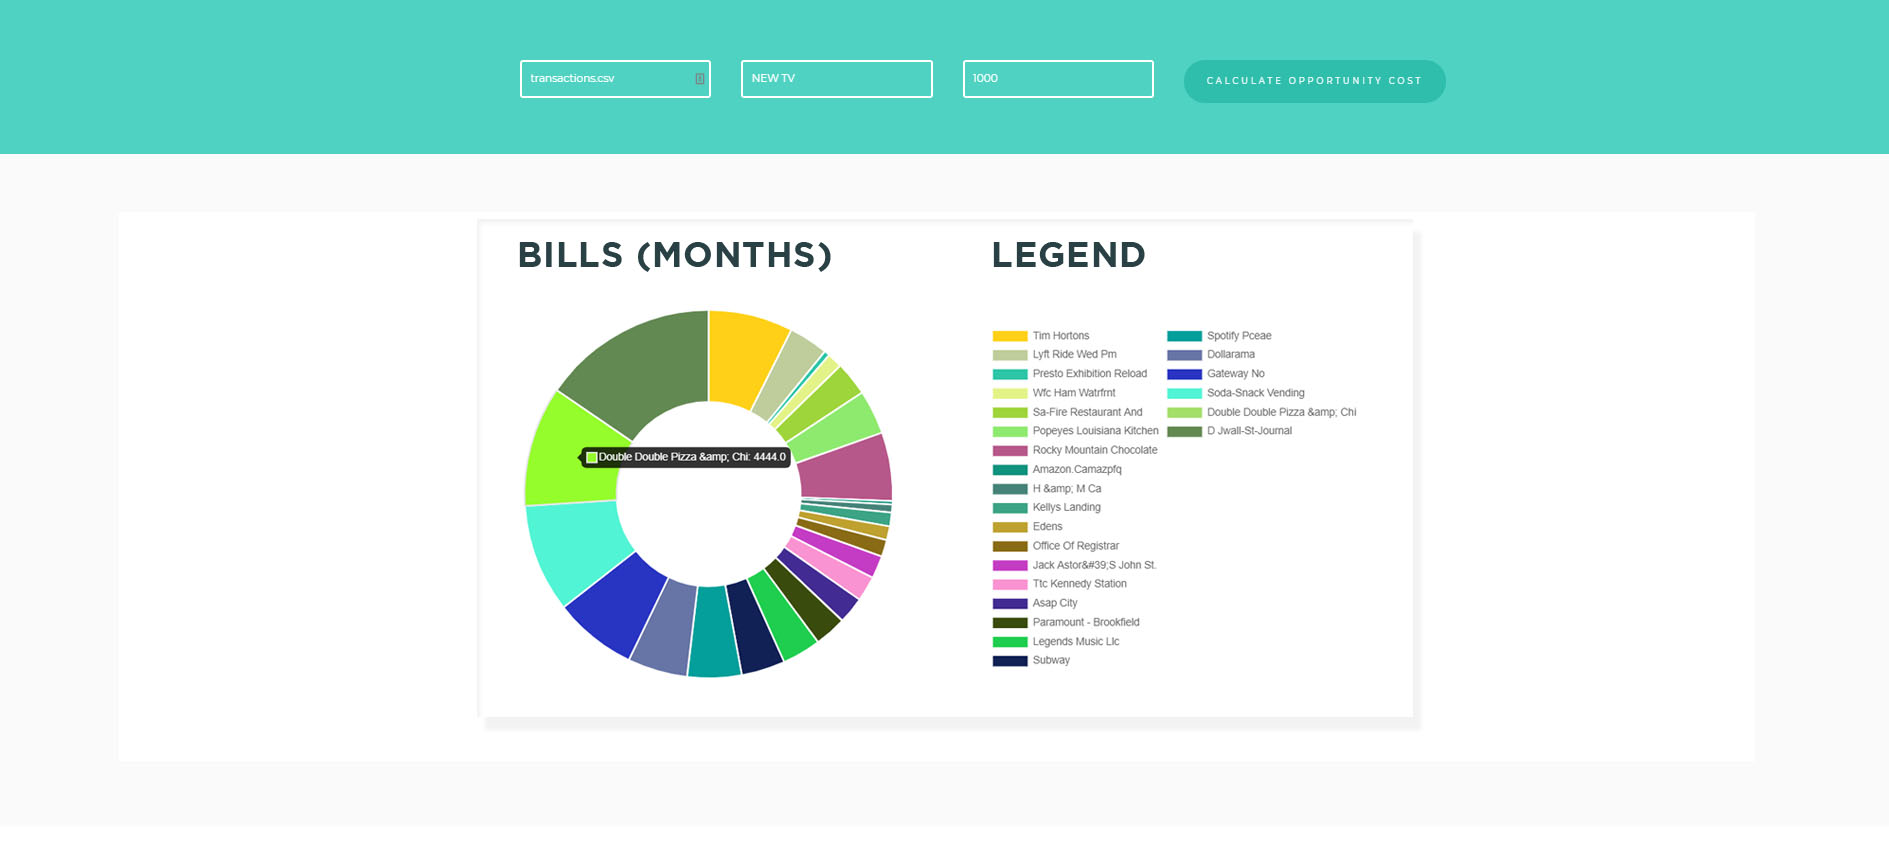 transactions.csv
NEW TV
1000
CALCULATE OPPORTUNITY COST
BILLS (MONTHS)
Double Double Pizza &amp; Chi: 4444.0
LEGEND
Tim Hortons
Lyft Ride Wed Pm
Presto Exhibition Reload
Wfc Ham Watrfrnt
Sa-Fire Restaurant And
Popeyes Louisiana Kitchen
Rocky Mountain Chocolate
Amazon.Camazpfq
H &amp; M Ca
Kellys Landing
Edens
Office Of Registrar
Jack Astor&#39;S John St.
Ttc Kennedy Station
Asap City
Paramount - Brookfield
Legends Music Llc
Subway
Spotify Pceae
Dollarama
Gateway No
Soda-Snack Vending
Double Double Pizza &amp; Chi
D Jwall-St-Journal